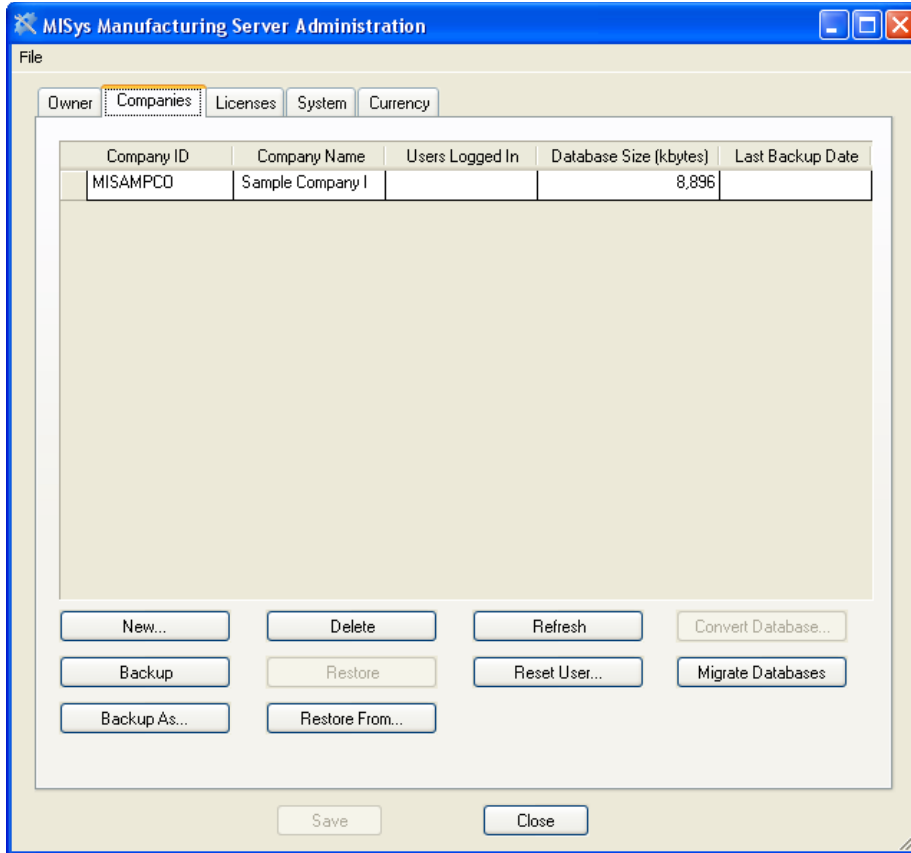 MISys Manufacturing Server Administration
File
Owner Companies Licenses System Currency
Company ID Company Name Users Logged In Database Size (kbytes) Last Backup Date
MISAMPCO Sample Company I 8,896
New... Delete Refresh Convert Database...
Backup Restore Reset User... Migrate Databases
Backup As... Restore From...
Save Close